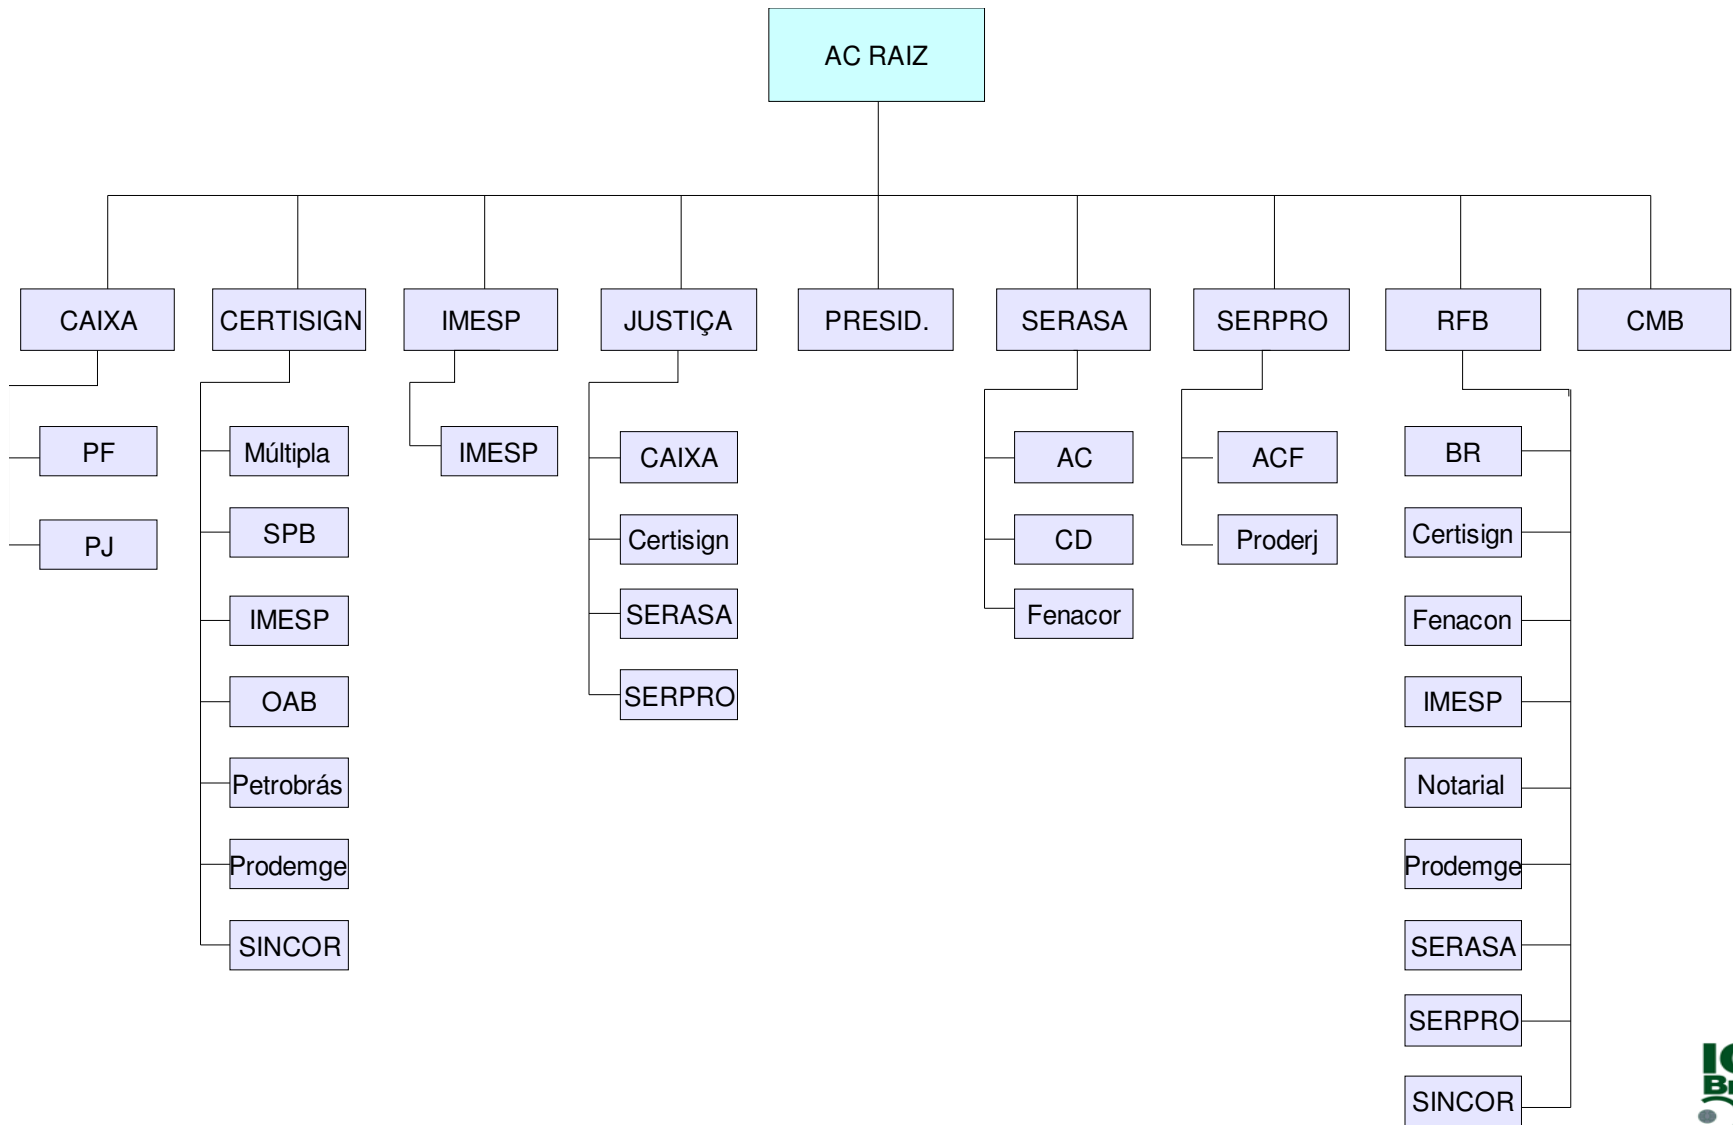 AC RAIZ
CAIXA
CERTISIGN
IMESP
JUSTIÇA
PRESID.
SERASA
SERPRO
RFB
CMB
PF
PJ
Múltipla
SPB
IMESP
OAB
Petrobrás
Prodemge
SINCOR
IMESP
CAIXA
Certisign
SERASA
SERPRO
AC
CD
Fenacor
ACF
Proderj
BR
Certisign
Fenacon
IMESP
Notarial
Prodemge
SERASA
SERPRO
SINCOR